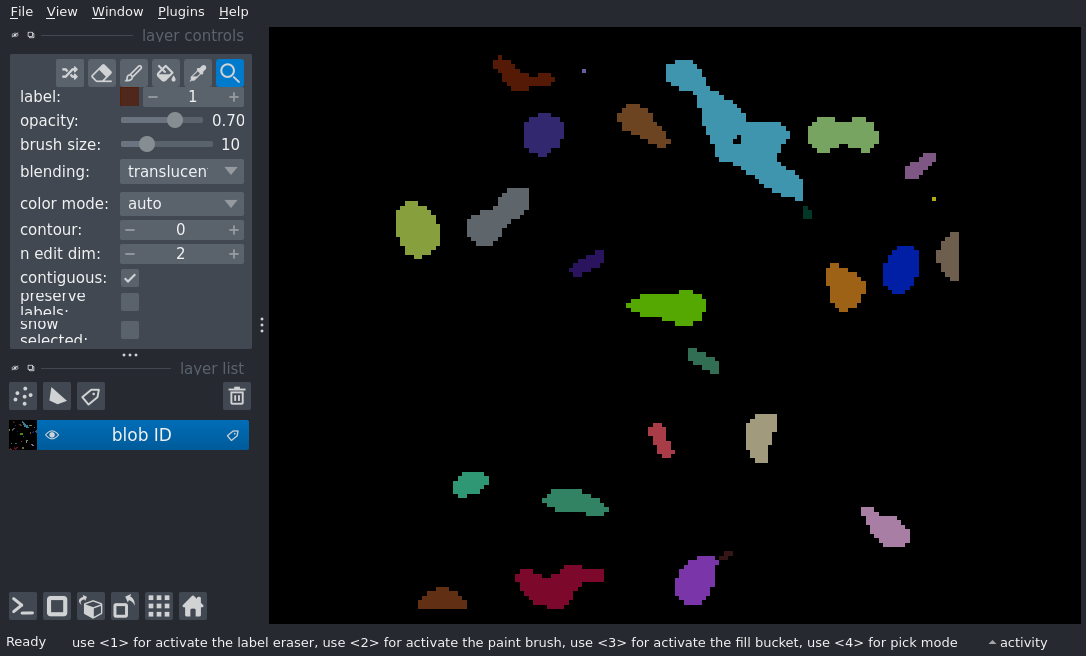 File View Window Plugins Help
layer controls
label: 1
opacity: 0.70
brush size: 10
blending: translucen
color mode: auto
contour: 0
n edit dim: 2
contiguous:
preserve
labels:
show
selected:
layer list
blob ID
Ready use <1> for activate the label eraser, use <2> for activate the paint brush, use <3> for activate the fill bucket, use <4> for pick mode activity